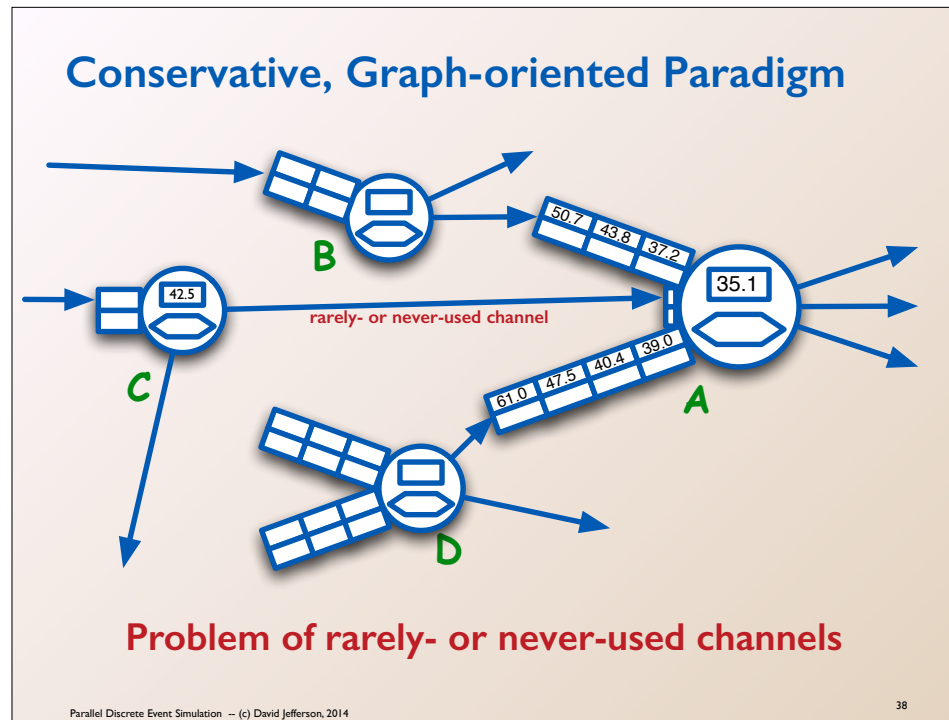 Conservative, Graph-oriented Paradigm
B
50.7 43.8 37.2
42.5
rarely- or never-used channel
35.1
C
61.0 47.5 40.4 39.0
A
D
Problem of rarely- or never-used channels
Parallel Discrete Event Simulation -- (c) David Jefferson, 2014
38